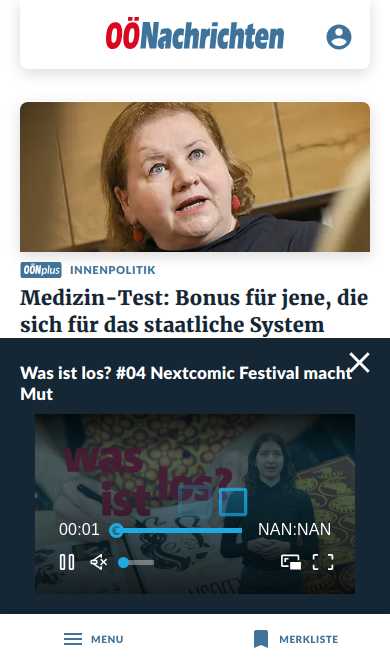 OÖNachrichten
OÖNplus INNENPOLITIK
Medizin-Test: Bonus für jene, die
sich für das staatliche System
Was ist los? #04 Nextcomic Festival macht
Mut
was
ist los?
00:01 NAN:NAN
MENU MERKLISTE